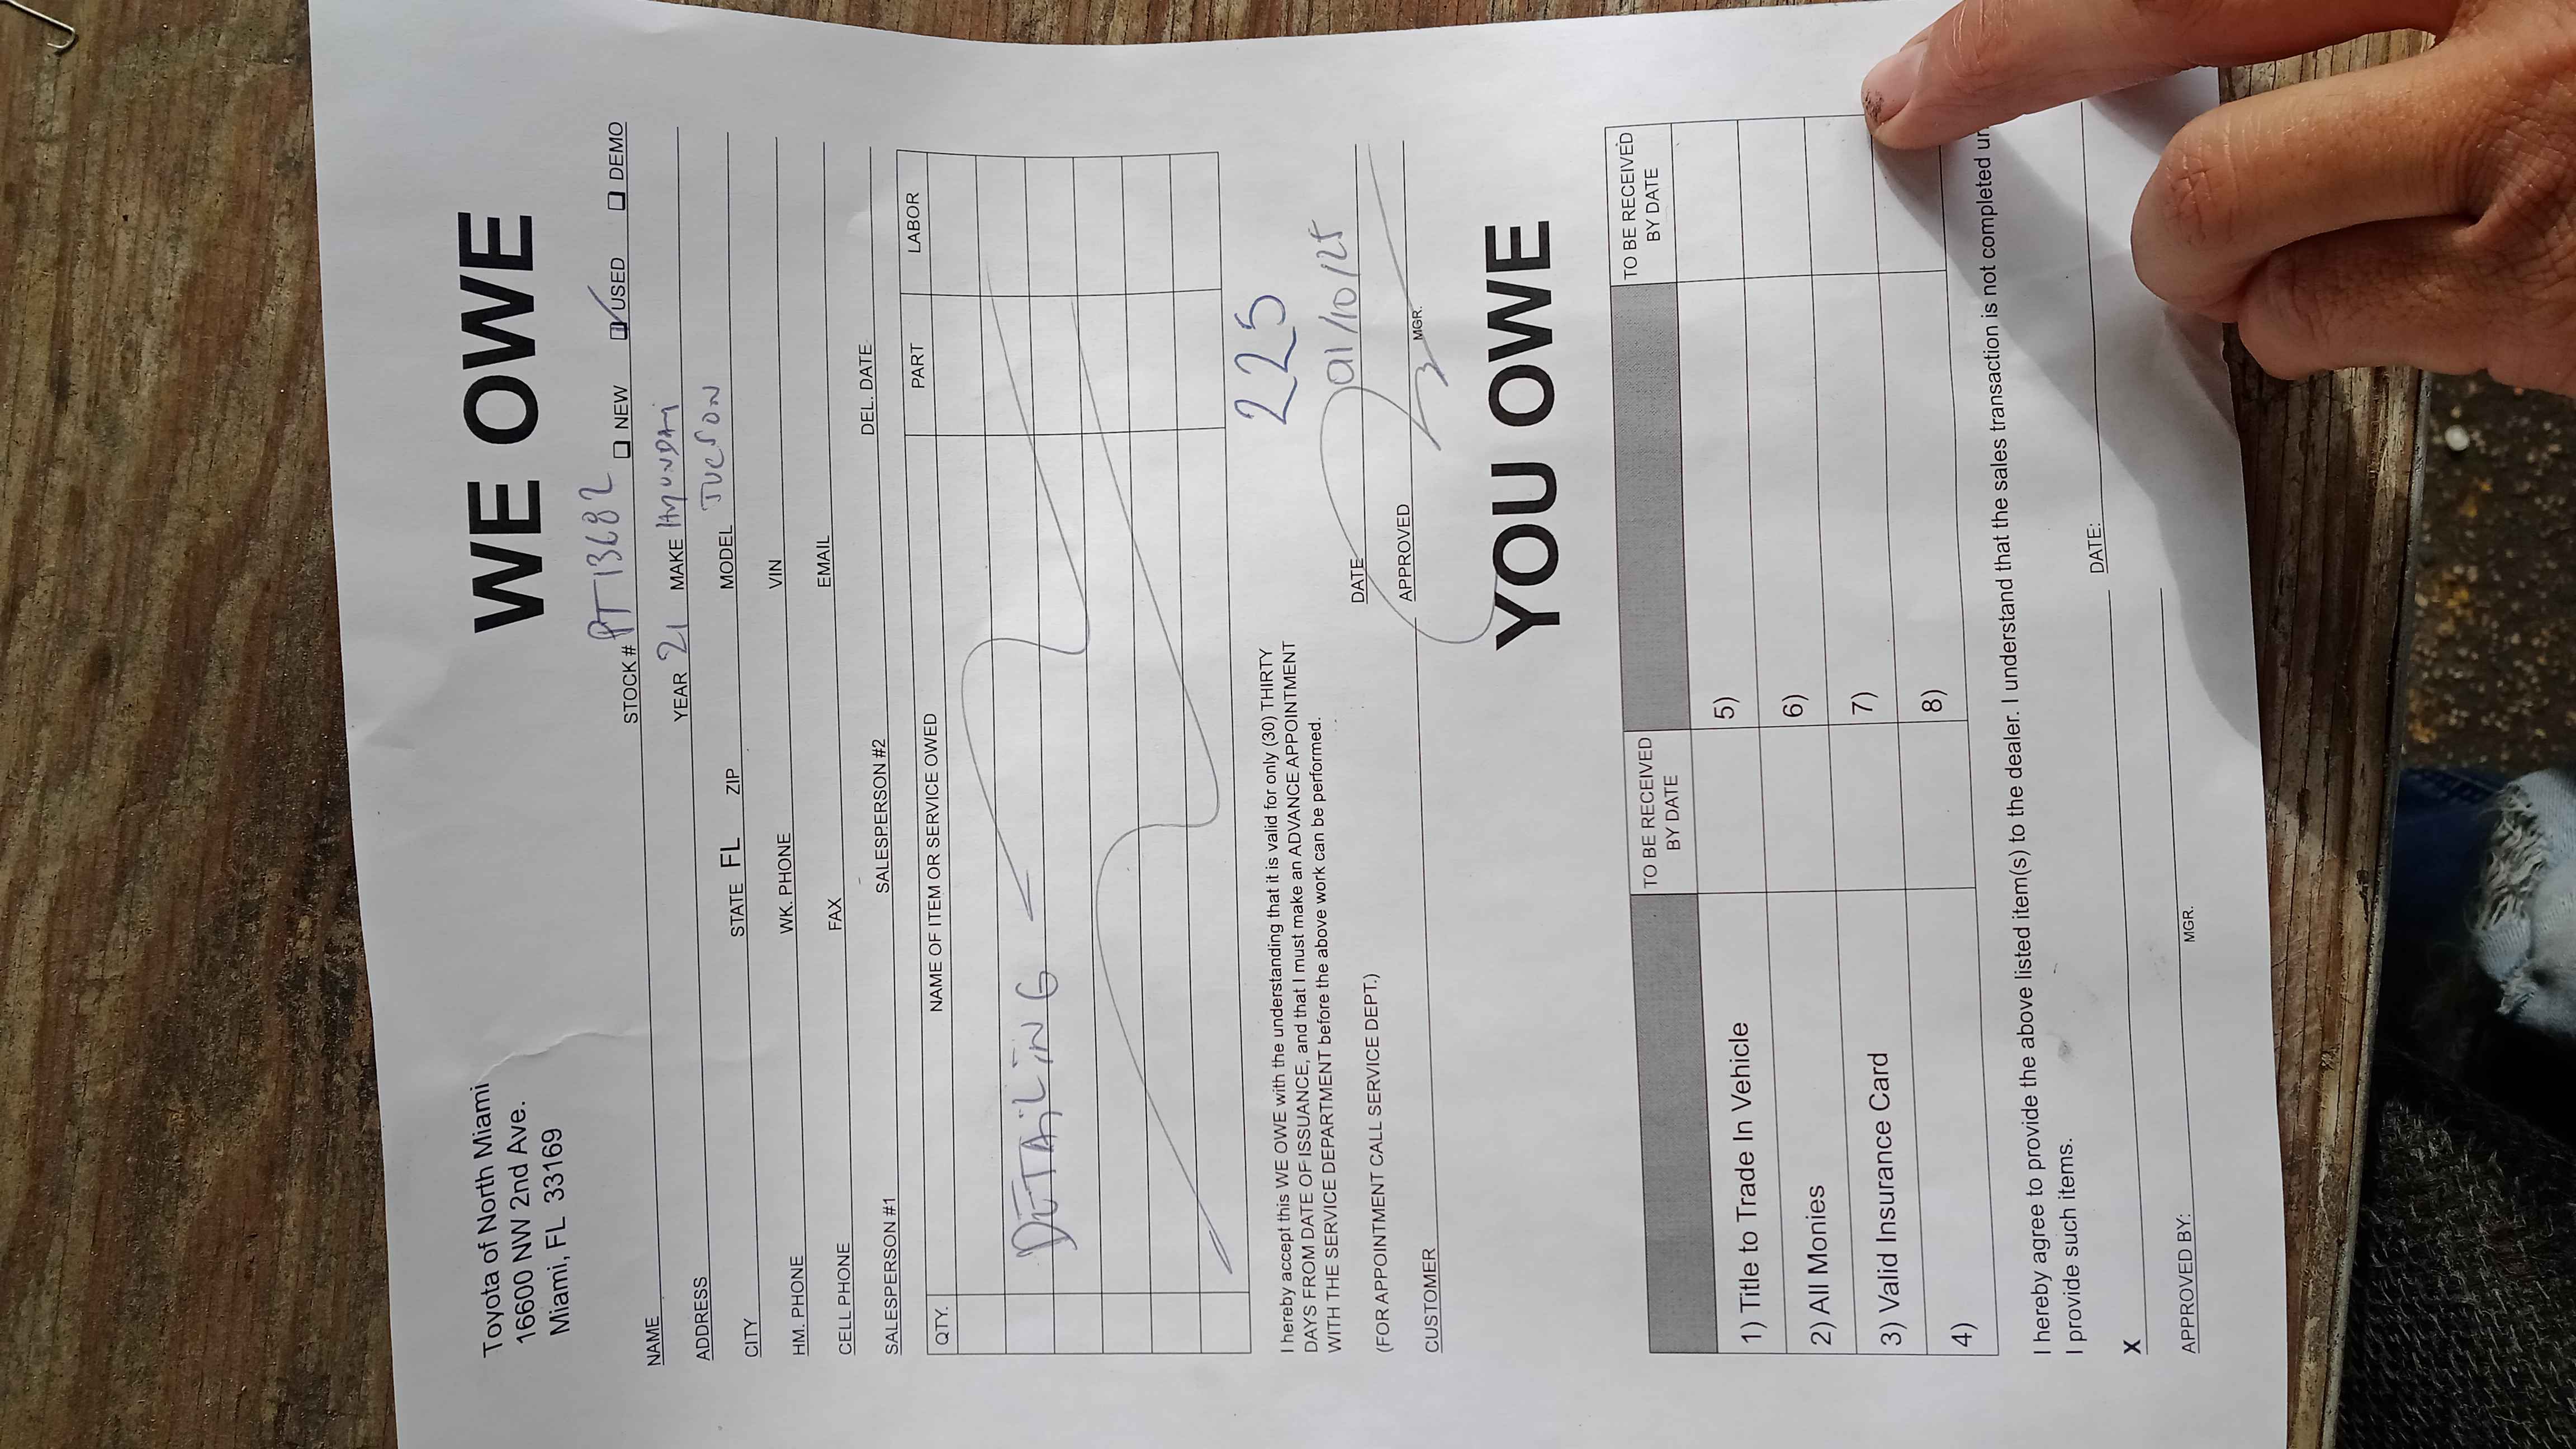 Toyota of North Miami
16600 NW 2nd Ave.
Miami, FL 33169
WE OWE
STOCK # PT13682 NEW USED DEMO
NAME YEAR 21 MAKE HYUNDAI
ADDRESS MODEL TUCSON
CITY STATE FL ZIP
HM. PHONE WK. PHONE VIN
CELL PHONE FAX EMAIL
SALESPERSON #1 SALESPERSON #2 DEL. DATE
QTY. NAME OF ITEM OR SERVICE OWED PART LABOR
DETAILING
225
I hereby accept this WE OWE with the understanding that it is valid for only (30) THIRTY
DAYS FROM DATE OF ISSUANCE, and that I must make an ADVANCE APPOINTMENT
WITH THE SERVICE DEPARTMENT before the above work can be performed.
DATE 01/10/25
(FOR APPOINTMENT CALL SERVICE DEPT.)
CUSTOMER APPROVED
MGR.
YOU OWE
TO BE RECEIVED BY DATE TO BE RECEIVED BY DATE
1) Title to Trade In Vehicle 5)
2) All Monies 6)
3) Valid Insurance Card 7)
4) 8)
I hereby agree to provide the above listed item(s) to the dealer. I understand that the sales transaction is not completed
I provide such items.
X DATE:
APPROVED BY:
MGR.